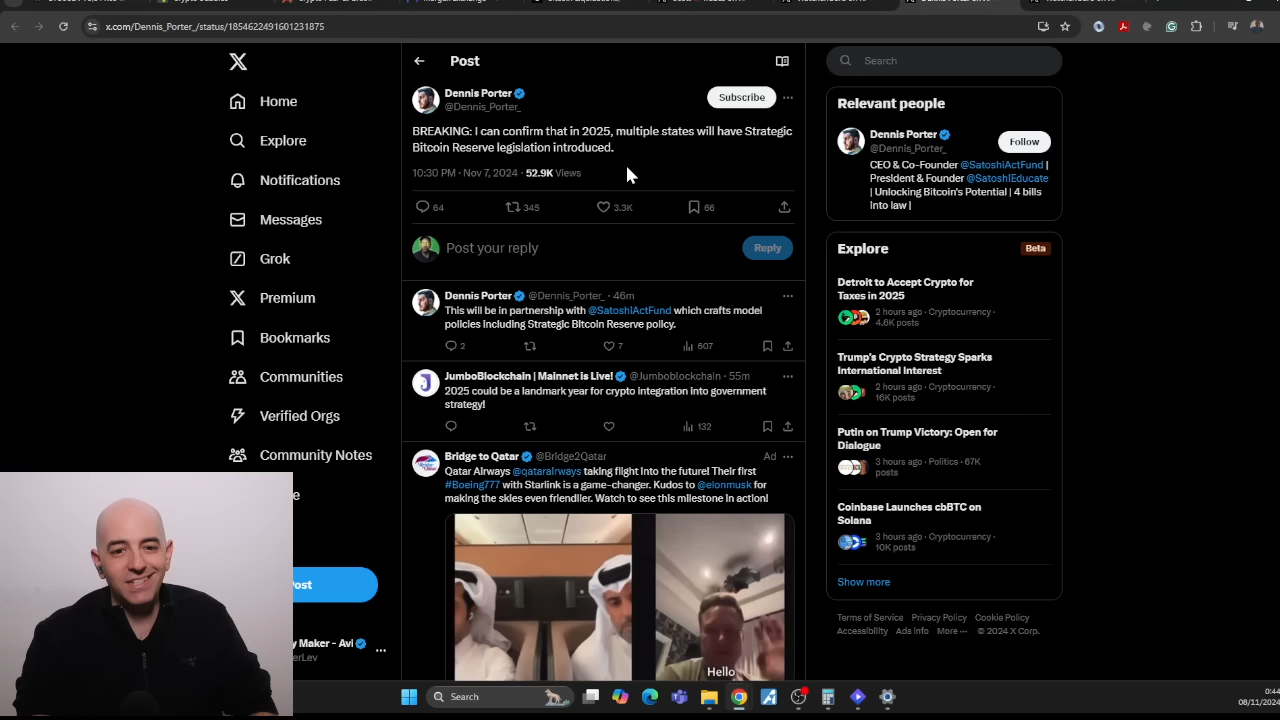 x.com/Dennis_Porter_/status/1854622491601231875
Home
Explore
Notifications
Messages
Grok
Premium
Bookmarks
Communities
Verified Orgs
Community Notes
Post
Dennis Porter
@Dennis_Porter_
Subscribe
BREAKING: I can confirm that in 2025, multiple states will have Strategic
Bitcoin Reserve legislation introduced.
10:30 PM · Nov 7, 2024 · 52.9K Views
64 345 3.3K 66
Post your reply
Reply
Dennis Porter @Dennis_Porter_ · 46m
This will be in partnership with @SatoshiActFund which crafts model
policies including Strategic Bitcoin Reserve policy.
2 7 607
JumboBlockchain | Mainnet is Live! @Jumboblockchain · 55m
2025 could be a landmark year for crypto integration into government
strategy!
132
Bridge to Qatar @Bridge2Qatar Ad
Qatar Airways @qatarairways taking flight into the future! Their first
#Boeing777 with Starlink is a game-changer. Kudos to @elonmusk for
making the skies even friendlier. Watch to see this milestone in action!
Hello
Search
Relevant people
Dennis Porter
@Dennis_Porter_
Follow
CEO & Co-Founder @SatoshiActFund |
President & Founder @SatoshiEducate
| Unlocking Bitcoin's Potential | 4 bills
into law |
Explore
Beta
Detroit to Accept Crypto for
Taxes in 2025
2 hours ago · Cryptocurrency ·
4.6K posts
Trump's Crypto Strategy Sparks
International Interest
2 hours ago · Cryptocurrency ·
16K posts
Putin on Trump Victory: Open for
Dialogue
3 hours ago · Politics · 67K
posts
Coinbase Launches cbBTC on
Solana
3 hours ago · Cryptocurrency ·
10K posts
Show more
Terms of Service Privacy Policy Cookie Policy
Accessibility Ads info More ··· © 2024 X Corp.
Search
0:44
08/11/2024